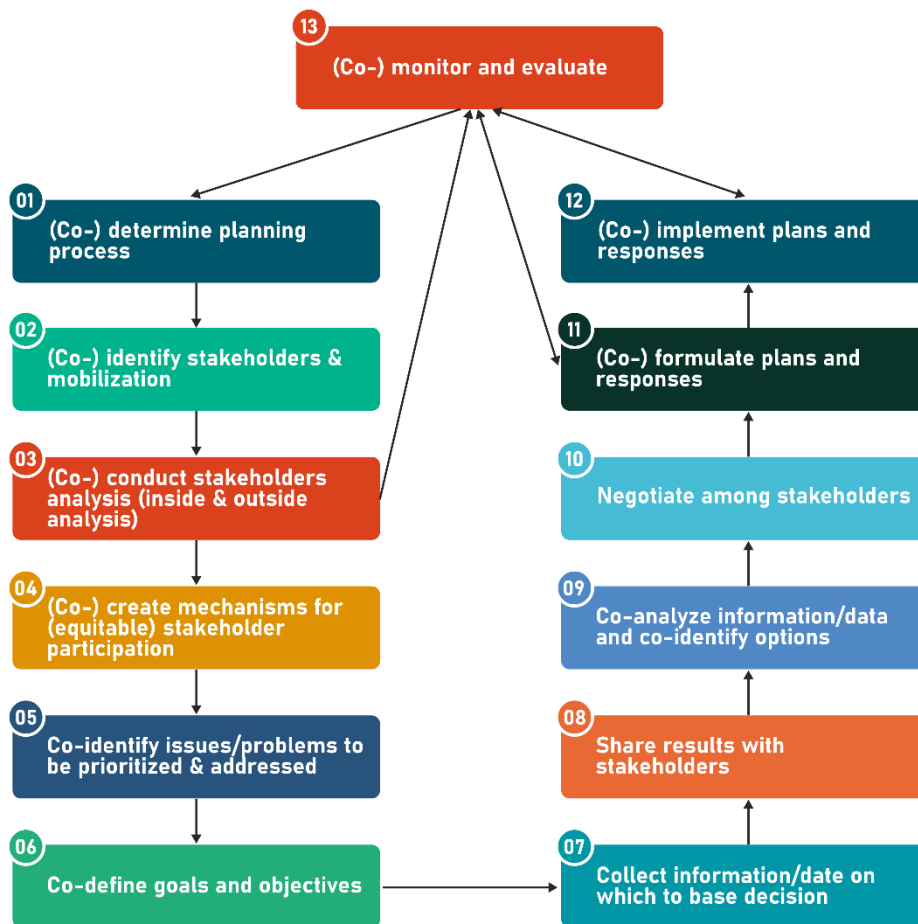 13
(Co-) monitor and evaluate
01
(Co-) determine planning
process
02
(Co-) identify stakeholders &
mobilization
03
(Co-) conduct stakeholders
analysis (inside & outside
analysis)
04
(Co-) create mechanisms for
(equitable) stakeholder
participation
05
Co-identify issues/problems to
be prioritized & addressed
06
Co-define goals and objectives
07
Collect information/date on
which to base decision
08
Share results with
stakeholders
09
Co-analyze information/data
and co-identify options
10
Negotiate among stakeholders
11
(Co-) formulate plans and
responses
12
(Co-) implement plans and
responses